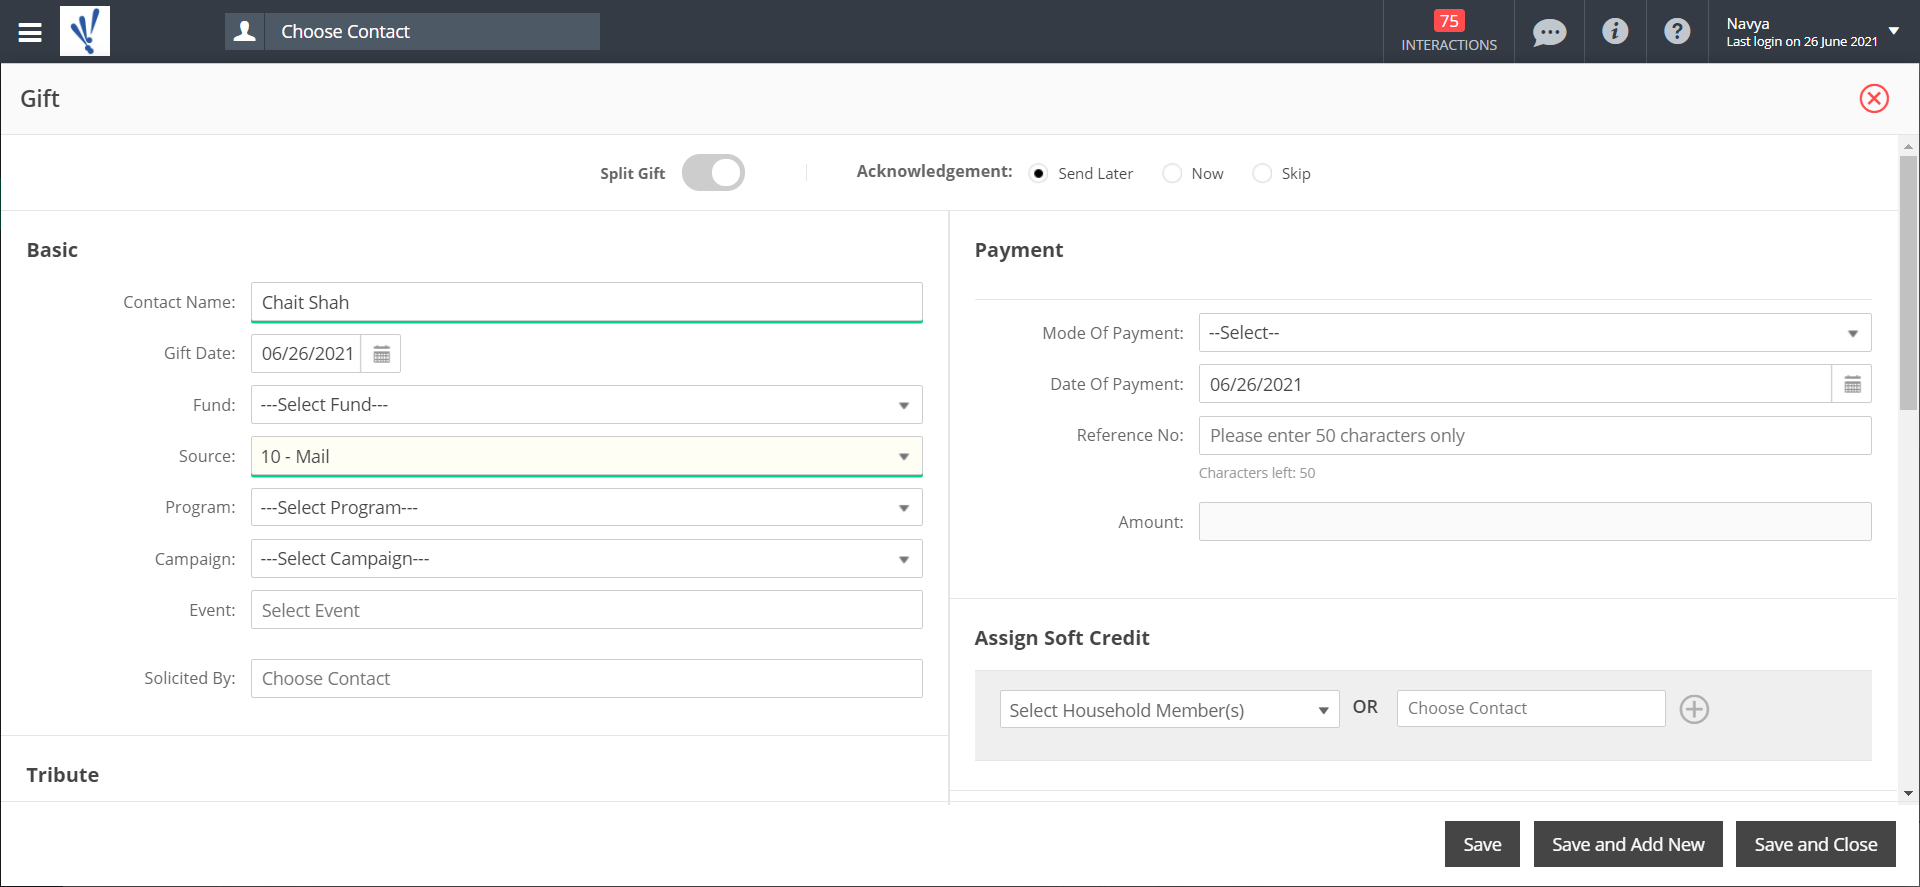 Choose Contact
75
INTERACTIONS
Navya
Last login on 26 June 2021
Gift
Split Gift
Acknowledgement: Send Later Now Skip
Basic
Contact Name: Chait Shah
Gift Date: 06/26/2021
Fund: ---Select Fund---
Source: 10 - Mail
Program: ---Select Program---
Campaign: ---Select Campaign---
Event: Select Event
Solicited By: Choose Contact
Tribute
Payment
Mode Of Payment: --Select--
Date Of Payment: 06/26/2021
Reference No: Please enter 50 characters only
Characters left: 50
Amount:
Assign Soft Credit
Select Household Member(s) OR Choose Contact
Save Save and Add New Save and Close